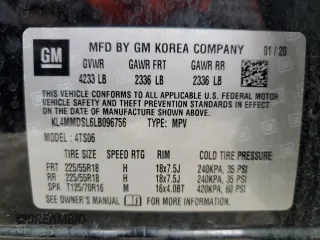 GM
MFD BY GM KOREA COMPANY 01/20
GVWR GAWR FRT GAWR RR
4233 LB 2336 LB 2336 LB
THIS VEHICLE CONFORMS TO ALL APPLICABLE U.S. FEDERAL MOTOR
VEHICLE SAFETY, BUMPER, AND THEFT PREVENTION STANDARDS
IN EFFECT ON THE DATE OF MANUFACTURE SHOWN ABOVE.
KL4MMDSL6LB096756 TYPE: MPV
MODEL: 4TS06
TIRE SIZE SPEED RTG RIM COLD TIRE PRESSURE
FRT 225/55R18 H 18x7.5J 240KPA, 35 PSI
RR 225/55R18 H 18x7.5J 240KPA, 35 PSI
SPA T125/70R16 M 16x4.0BT 420KPA, 60 PSI
SEE OWNER'S MANUAL FOR MORE
INFORMATION.